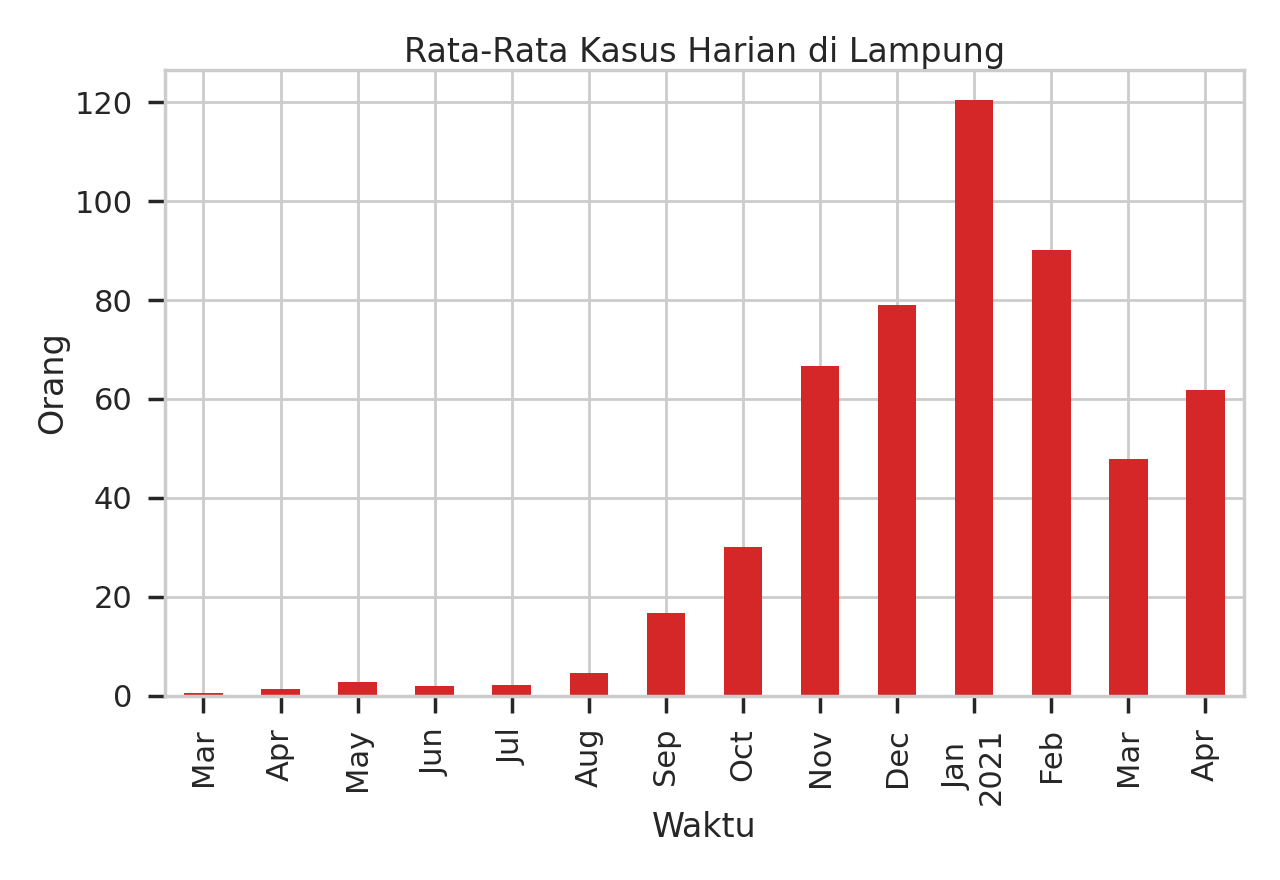 Rata-Rata Kasus Harian di Lampung
120
100
80
60
40
20
0
Orang
Mar
Apr
May
Jun
Jul
Aug
Sep
Oct
Nov
Dec
Jan
2021
Feb
Mar
Apr
Waktu